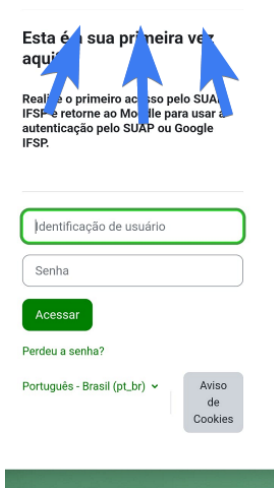 Esta é a sua primeira vez
aqui?
Realize o primeiro acesso pelo SUAP
IFSP e retorne ao Moodle para usar a
autenticação pelo SUAP ou Google
IFSP.
Identificação de usuário
Senha
Acessar
Perdeu a senha?
Português - Brasil (pt_br)
Aviso
de
Cookies